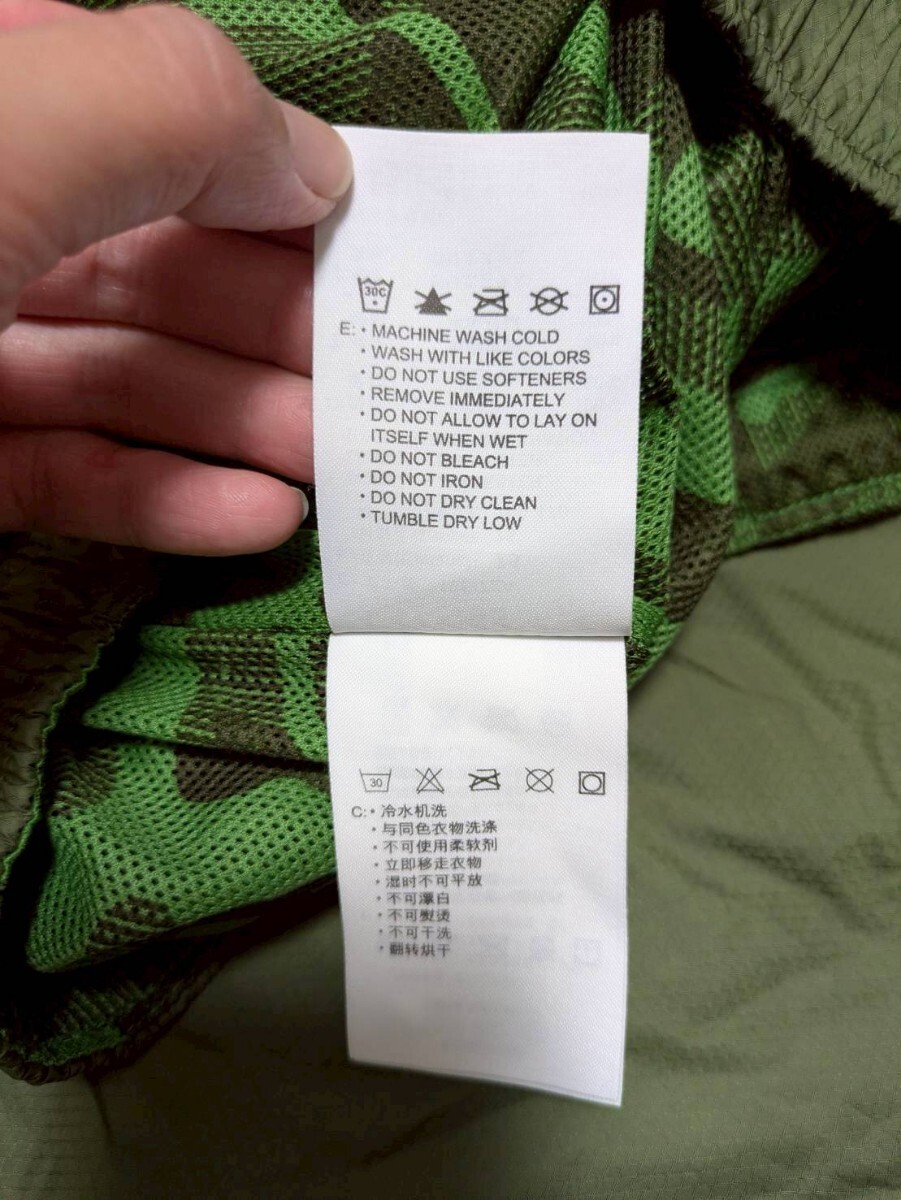 30C
E: • MACHINE WASH COLD
• WASH WITH LIKE COLORS
• DO NOT USE SOFTENERS
• REMOVE IMMEDIATELY
• DO NOT ALLOW TO LAY ON
ITSELF WHEN WET
• DO NOT BLEACH
• DO NOT IRON
• DO NOT DRY CLEAN
• TUMBLE DRY LOW
30
C: • 冷水机洗
• 与同色衣物洗涤
• 不可使用柔软剂
• 立即移走衣物
• 湿时不可平放
• 不可漂白
• 不可熨烫
• 不可干洗
• 翻转烘干